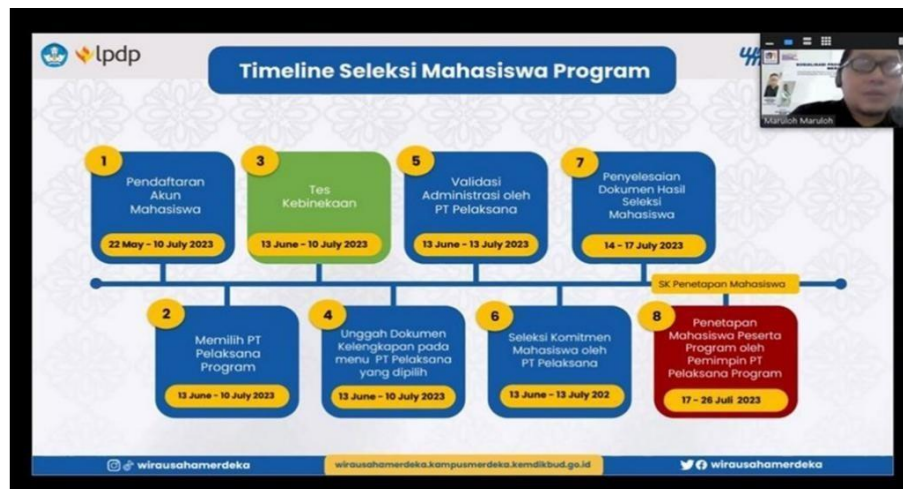 lpdp
Timeline Seleksi Mahasiswa Program
Maruloh Maruloh
1
Pendaftaran
Akun
Mahasiswa
22 May - 10 July 2023
3
Tes
Kebinekaan
13 June - 10 July 2023
5
Validasi
Administrasi oleh
PT Pelaksana
13 June - 13 July 2023
7
Penyelesaian
Dokumen Hasil
Seleksi
Mahasiswa
14 - 17 July 2023
SK Penetapan Mahasiswa
2
Memilih PT
Pelaksana
Program
13 June - 10 July 2023
4
Unggah Dokumen
Kelengkapan pada
menu PT Pelaksana
yang dipilih
13 June - 10 July 2023
6
Seleksi Komitmen
Mahasiswa oleh
PT Pelaksana
13 June - 13 July 202
8
Penetapan
Mahasiswa Peserta
Program oleh
Pemimpin PT
Pelaksana Program
17 - 26 Juli 2023
wirausahamerdeka
wirausahamerdeka.kampusmerdeka.kemdikbud.go.id
wirausahamerdeka